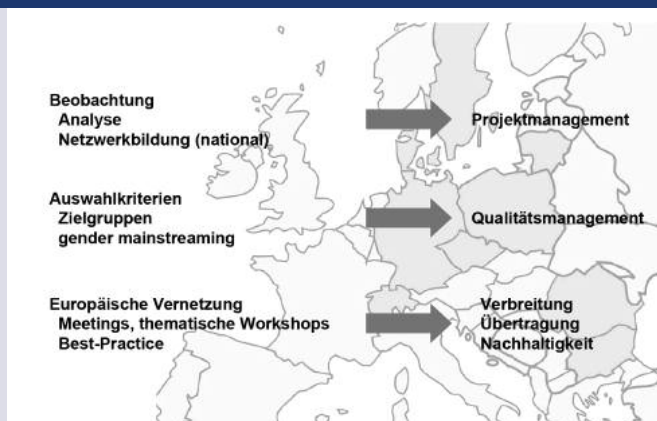 Beobachtung
Analyse
Netzwerkbildung (national)
Projektmanagement
Auswahlkriterien
Zielgruppen
gender mainstreaming
Qualitätsmanagement
Europäische Vernetzung
Meetings, thematische Workshops
Best-Practice
Verbreitung
Übertragung
Nachhaltigkeit